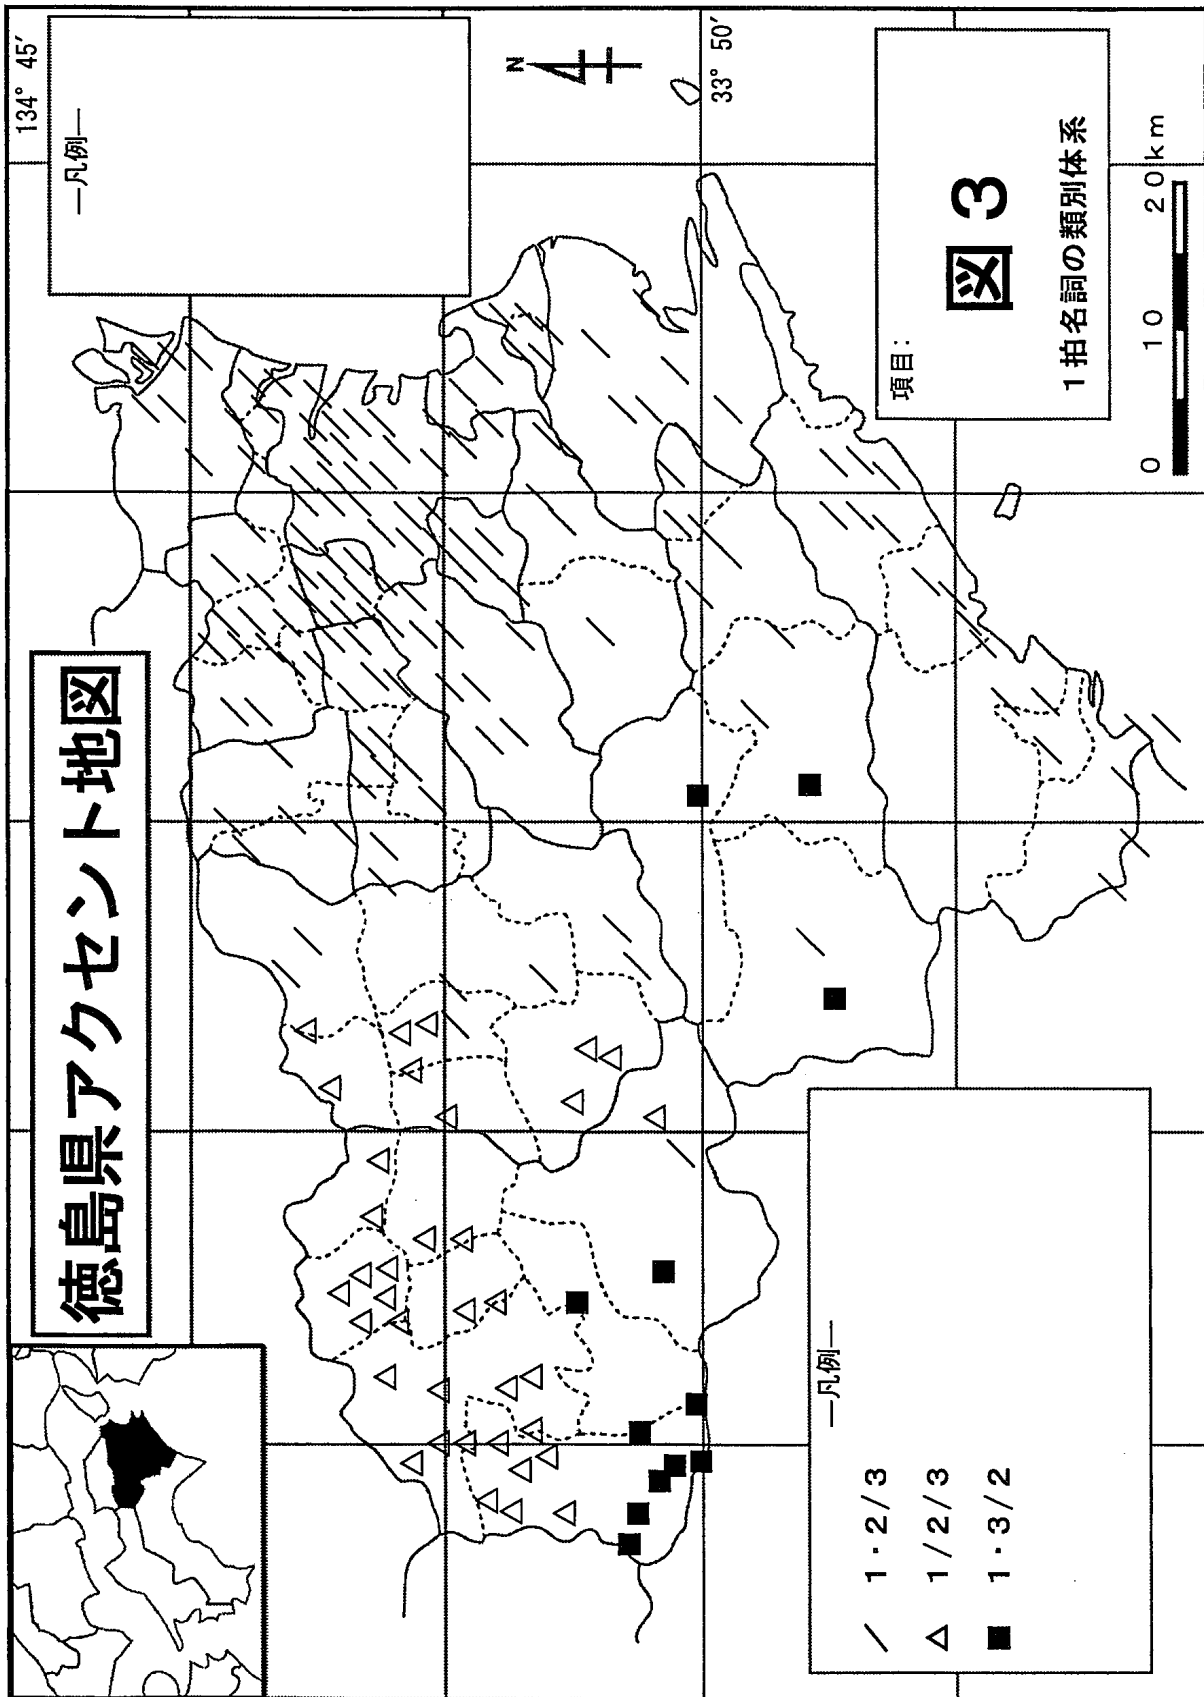 徳島県アクセント地図
134° 45′
―凡例―
N
33° 50′
項目:
図3
1拍名詞の類別体系
0 10 20km
―凡例―
1・2/3
1/2/3
1・3/2